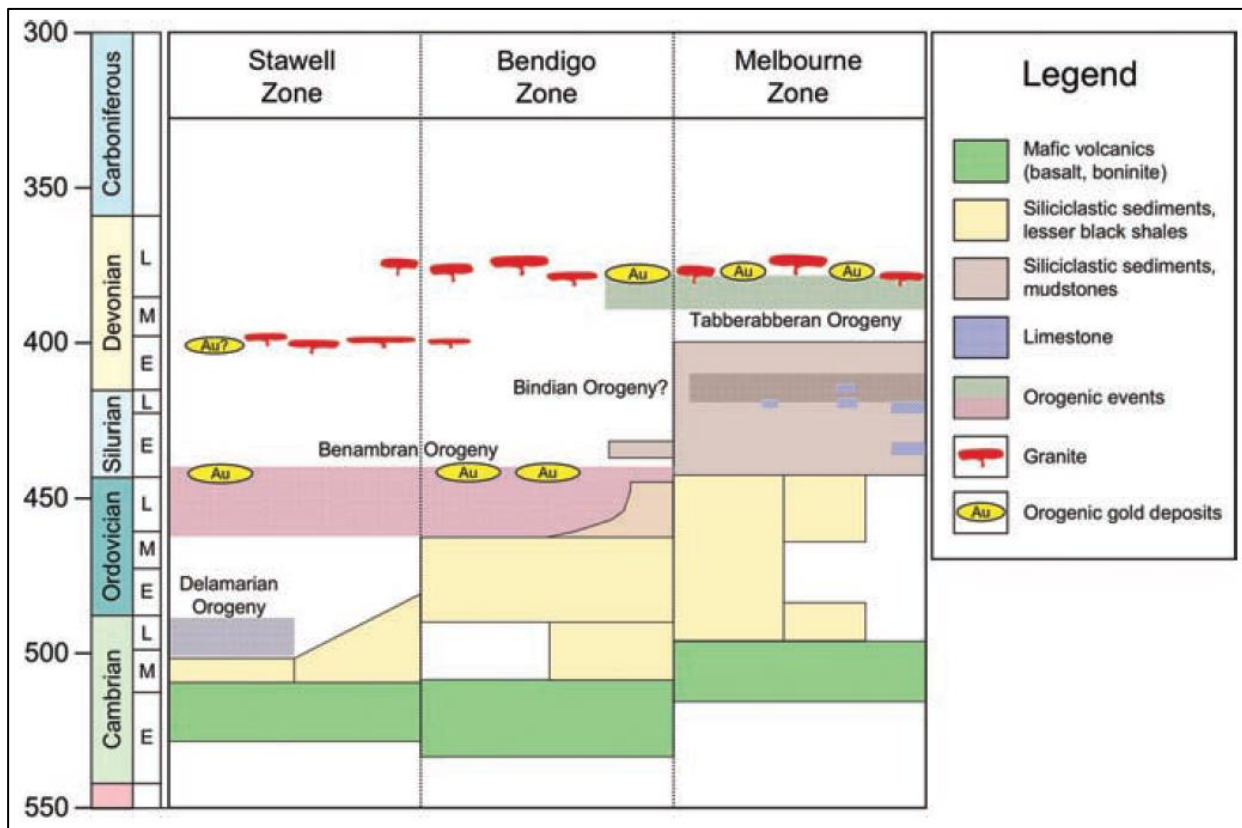 300
350
400
450
500
550
Carboniferous
Devonian
Silurian
Ordovician
Cambrian
L
M
E
L
E
L
M
E
L
M
E
Stawell
Zone
Bendigo
Zone
Melbourne
Zone
Au
Au
Au
Tabberabberan Orogeny
Au?
Bindian Orogeny?
Benambran Orogeny
Au
Au
Au
Delamarian
Orogeny
Legend
Mafic volcanics
(basalt, boninite)
Siliciclastic sediments,
lesser black shales
Siliciclastic sediments,
mudstones
Limestone
Orogenic events
Granite
Au
Orogenic gold deposits